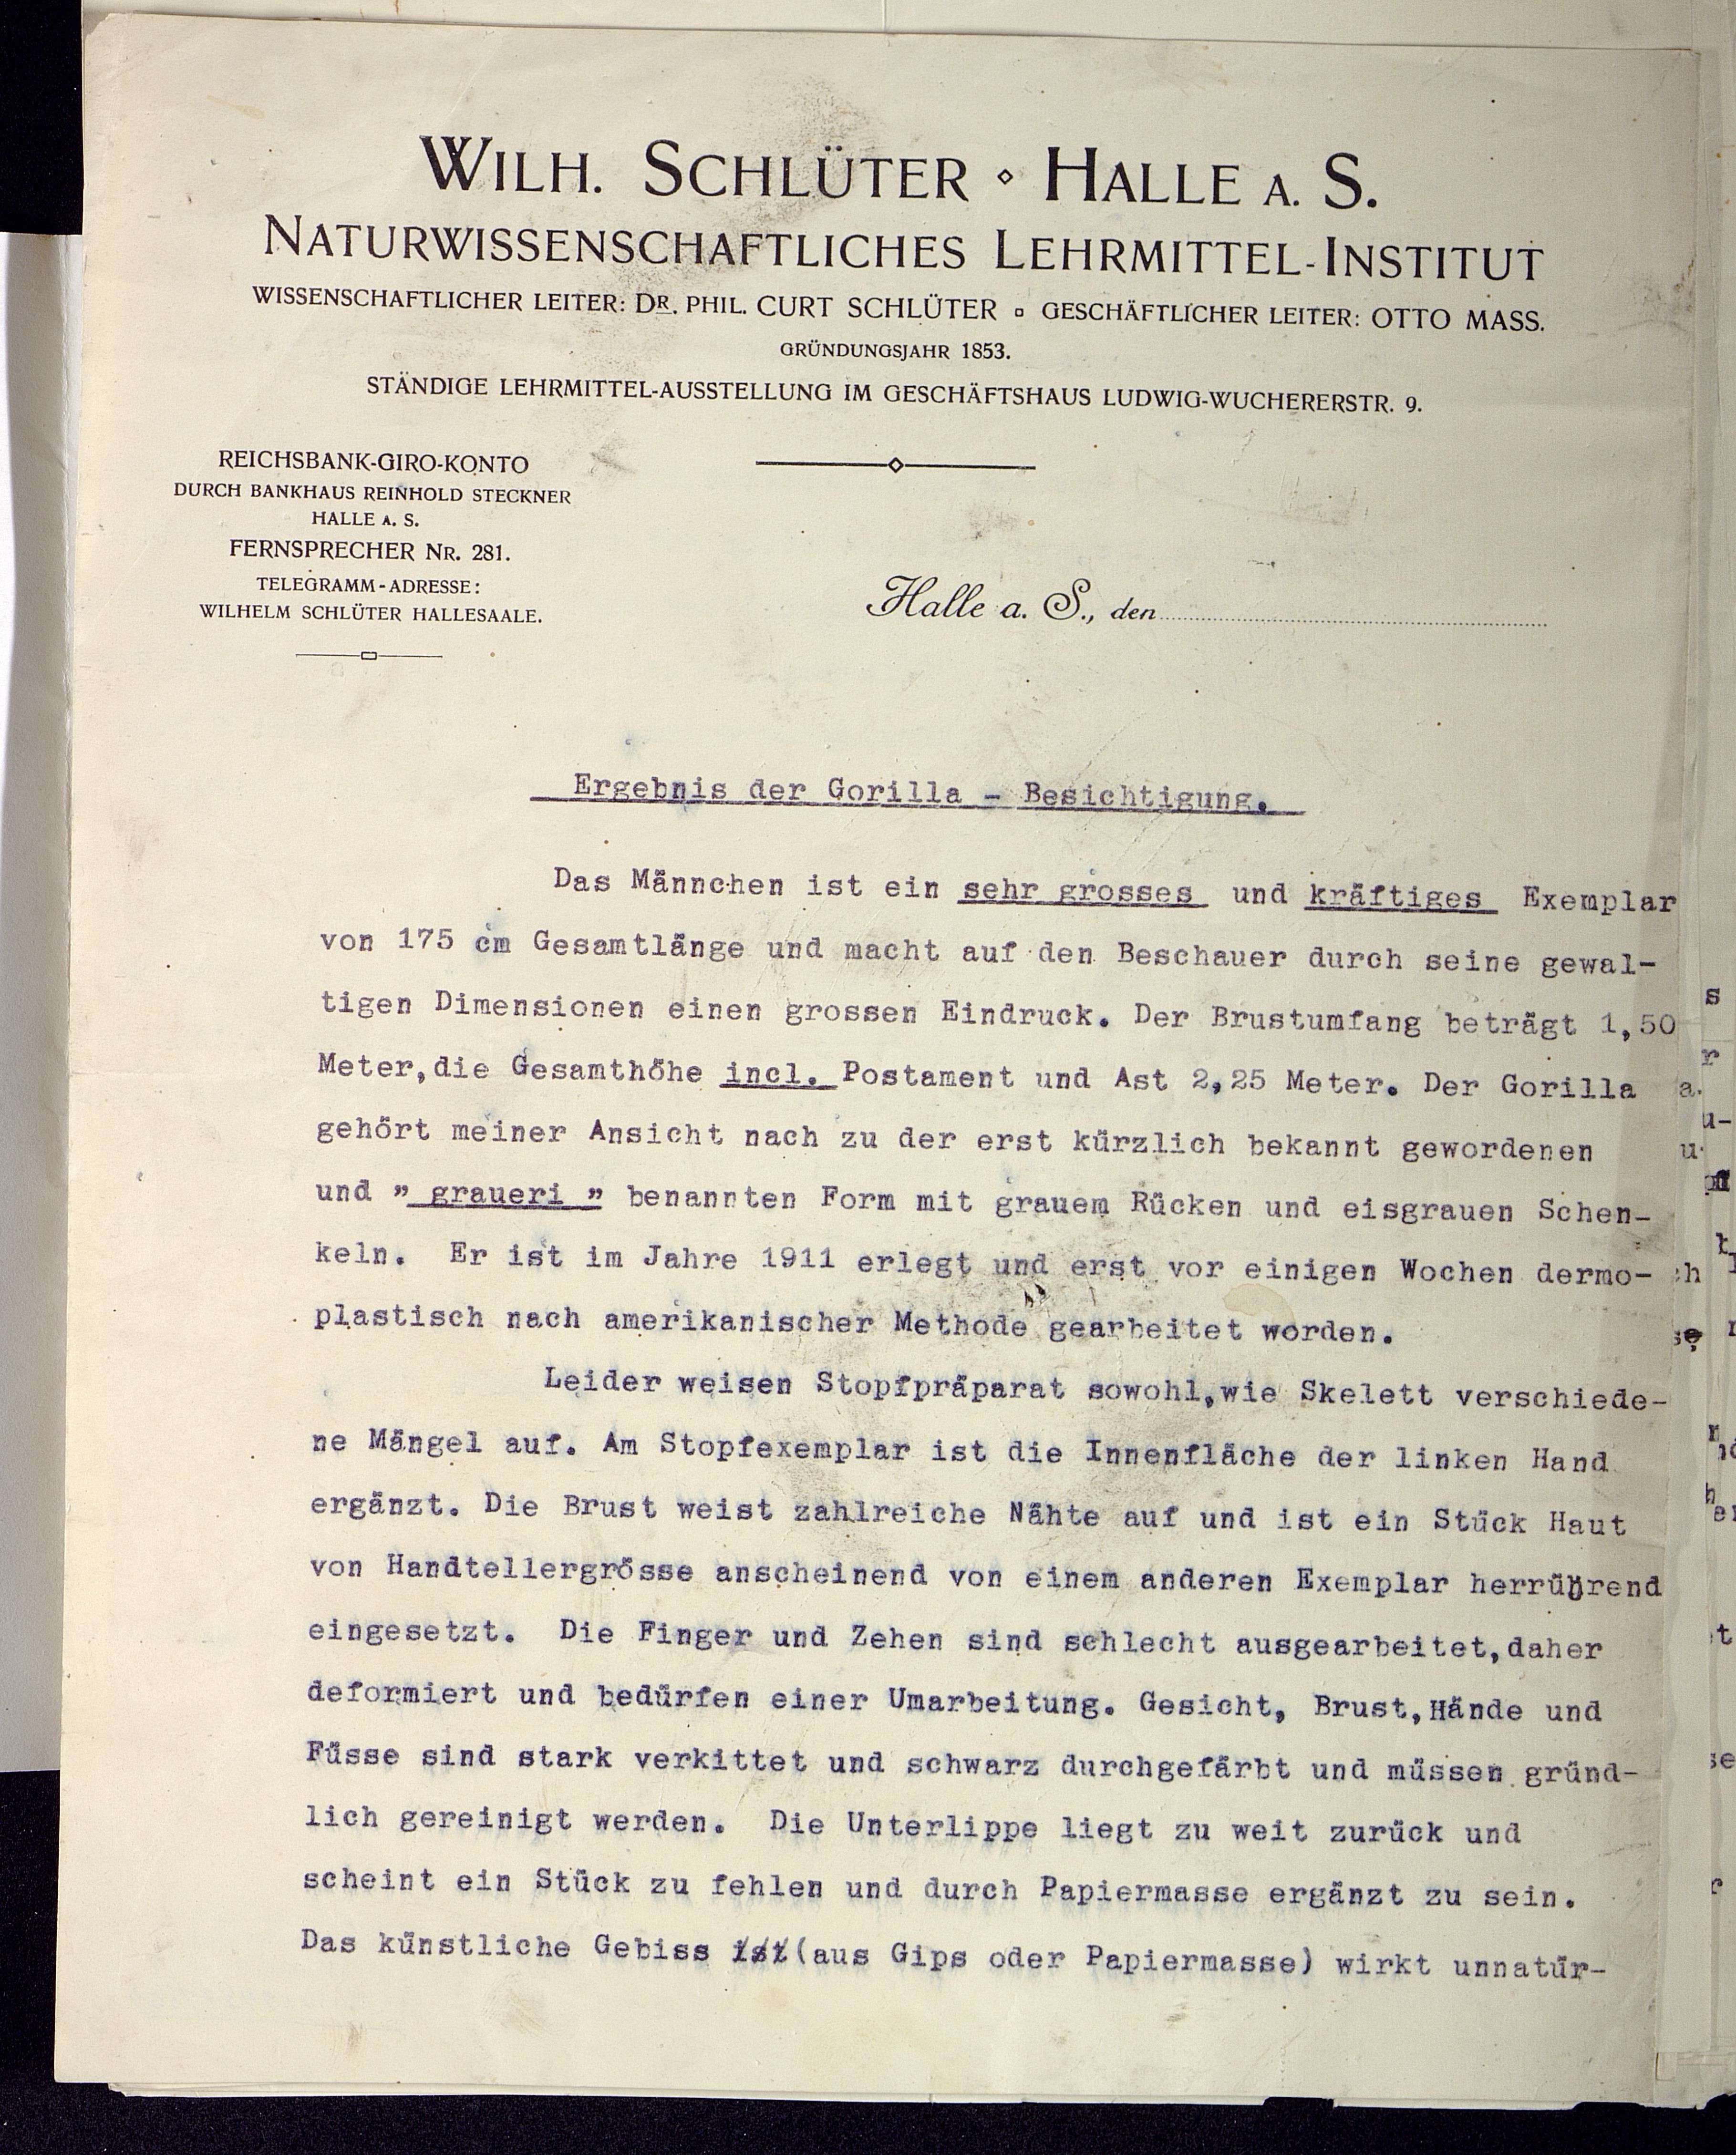 WILH. SCHLÜTER ⋄ HALLE A. S.
NATURWISSENSCHAFTLICHES LEHRMITTEL-INSTITUT
WISSENSCHAFTLICHER LEITER: DR. PHIL. CURT SCHLÜTER ▫ GESCHÄFTLICHER LEITER: OTTO MASS.
GRÜNDUNGSJAHR 1853.
STÄNDIGE LEHRMITTEL-AUSSTELLUNG IM GESCHÄFTSHAUS LUDWIG-WUCHERERSTR. 9.
REICHSBANK-GIRO-KONTO
DURCH BANKHAUS REINHOLD STECKNER
HALLE A. S.
FERNSPRECHER NR. 281.
TELEGRAMM-ADRESSE:
WILHELM SCHLÜTER HALLESAALE.
Halle a. S., den
Ergebnis der Gorilla - Besichtigung.
Das Männchen ist ein sehr grosses und kräftiges Exemplar
von 175 cm Gesamtlänge und macht auf den Beschauer durch seine gewal-
tigen Dimensionen einen grossen Eindruck. Der Brustumfang beträgt 1,50
Meter,die Gesamthöhe incl. Postament und Ast 2,25 Meter. Der Gorilla
gehört meiner Ansicht nach zu der erst kürzlich bekannt gewordenen
und " graueri " benannten Form mit grauem Rücken und eisgrauen Schen-
keln. Er ist im Jahre 1911 erlegt und erst vor einigen Wochen dermo-
plastisch nach amerikanischer Methode gearbeitet worden.
Leider weisen Stopfpräparat sowohl,wie Skelett verschiede-
ne Mängel auf. Am Stopfexemplar ist die Innenfläche der linken Hand
ergänzt. Die Brust weist zahlreiche Nähte auf und ist ein Stück Haut
von Handtellergrösse anscheinend von einem anderen Exemplar herrührend
eingesetzt. Die Finger und Zehen sind schlecht ausgearbeitet,daher
deformiert und bedürfen einer Umarbeitung. Gesicht, Brust,Hände und
Füsse sind stark verkittet und schwarz durchgefärbt und müssen gründ-
lich gereinigt werden. Die Unterlippe liegt zu weit zurück und
scheint ein Stück zu fehlen und durch Papiermasse ergänzt zu sein.
Das künstliche Gebiss ist (aus Gips oder Papiermasse) wirkt unnatür-